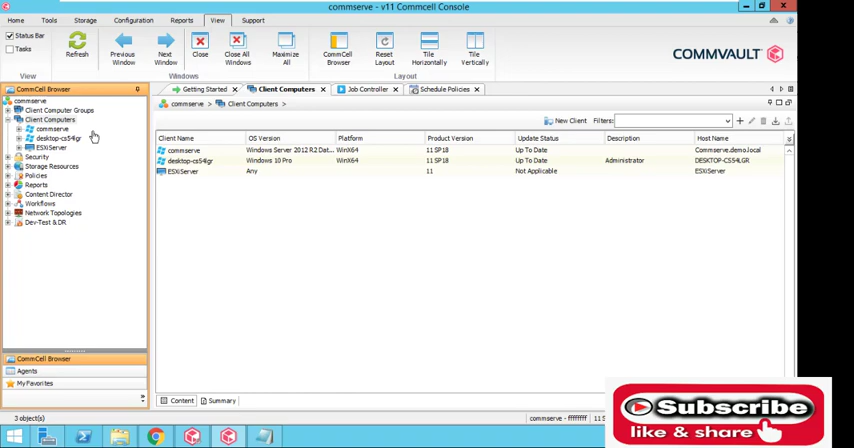 commserve - v11 Commcell Console
Home Tools Storage Configuration Reports View Support
Status Bar
Tasks
Refresh
Previous Window
Next Window
Close
Close All Windows
Maximize All
CommCell Browser
Reset Layout
Tile Horizontally
Tile Vertically
View Windows Layout
COMMVAULT
CommCell Browser
Getting Started Client Computers Job Controller Schedule Policies
commserve
Client Computer Groups
Client Computers
commserve
desktop-cs54lgr
ESXiServer
Security
Storage Resources
Policies
Reports
Content Director
Workflows
Network Topologies
Dev-Test & DR
commserve > Client Computers >
New Client Filters:
Client Name OS Version Platform Product Version Update Status Description Host Name
commserve Windows Server 2012 R2 Dat... WinX64 11 SP18 Up To Date Commserve.demo.local
desktop-cs54lgr Windows 10 Pro WinX64 11 SP18 Up To Date Administrator DESKTOP-CS54LGR
ESXiServer Any 11 Not Applicable ESXiServer
CommCell Browser
Agents
My Favorites
Content Summary
3 object(s)
commserve - ffffffff 11 S
Subscribe
like & share